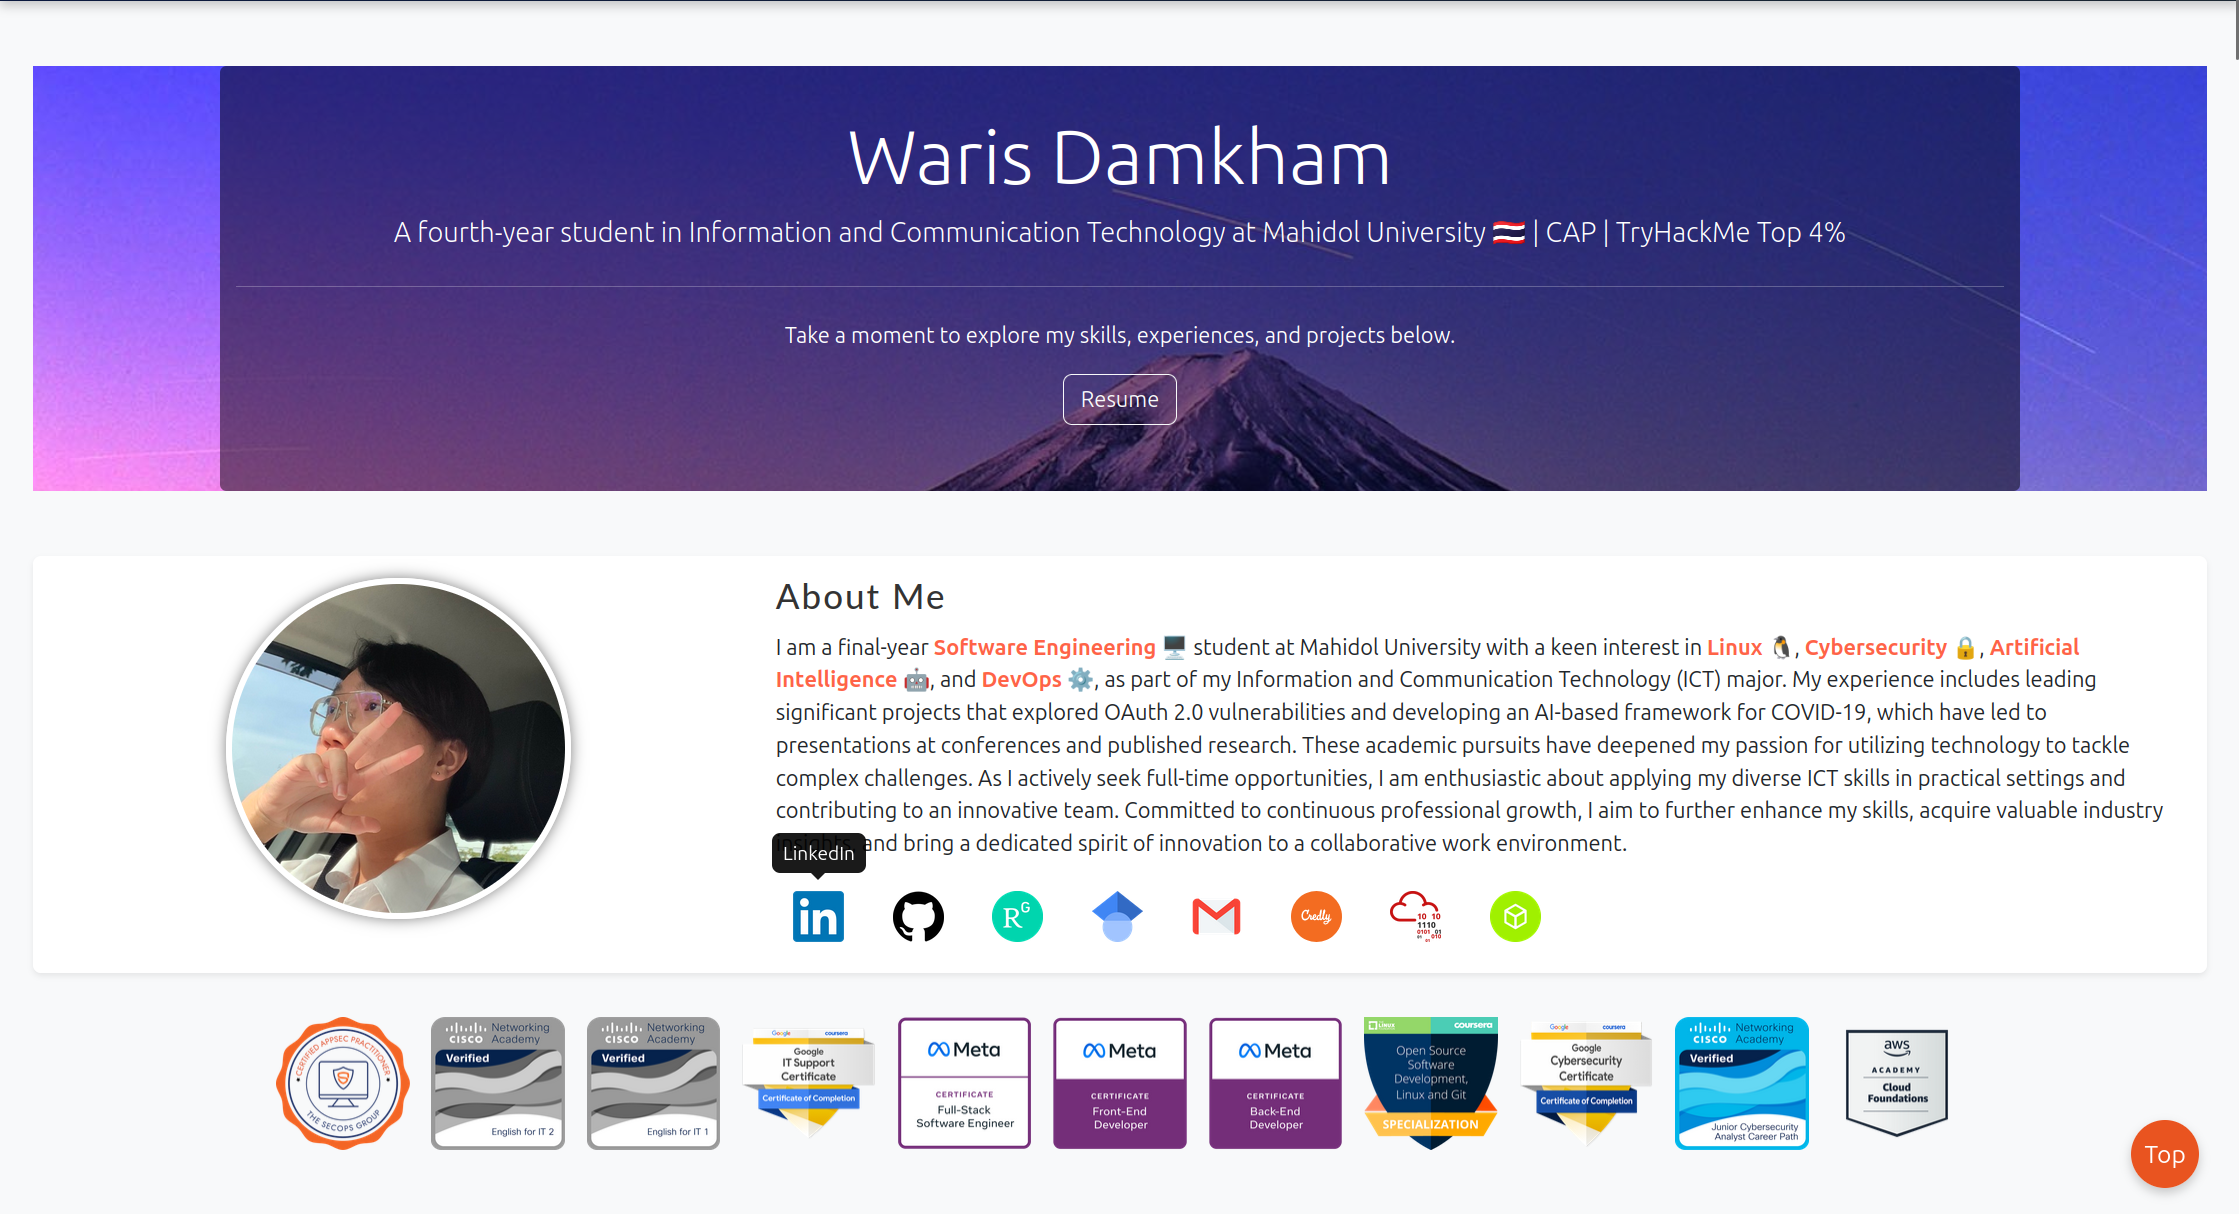 Waris Damkham
A fourth-year student in Information and Communication Technology at Mahidol University 🇹🇭 | CAP | TryHackMe Top 4%
Take a moment to explore my skills, experiences, and projects below.
Resume
About Me
I am a final-year Software Engineering 🖥️ student at Mahidol University with a keen interest in Linux 🐧, Cybersecurity 🔒, Artificial
Intelligence 🤖, and DevOps ⚙️, as part of my Information and Communication Technology (ICT) major. My experience includes leading
significant projects that explored OAuth 2.0 vulnerabilities and developing an AI-based framework for COVID-19, which have led to
presentations at conferences and published research. These academic pursuits have deepened my passion for utilizing technology to tackle
complex challenges. As I actively seek full-time opportunities, I am enthusiastic about applying my diverse ICT skills in practical settings and
contributing to an innovative team. Committed to continuous professional growth, I aim to further enhance my skills, acquire valuable industry
insights, and bring a dedicated spirit of innovation to a collaborative work environment.
LinkedIn
in
RG
Credly
10 10
1110
0101 01
CERTIFIED APPSEC PRACTITIONER
THE SECOPS GROUP
CISCO Networking Academy
Verified
English for IT 2
CISCO Networking Academy
Verified
English for IT 1
Google coursera
Google
IT Support
Certificate
Certificate of Completion
Meta
CERTIFICATE
Full-Stack
Software Engineer
Meta
CERTIFICATE
Front-End
Developer
Meta
CERTIFICATE
Back-End
Developer
LINUX coursera
Open Source
Software
Development,
Linux and Git
SPECIALIZATION
Google coursera
Google
Cybersecurity
Certificate
Certificate of Completion
CISCO Networking Academy
Verified
Junior Cybersecurity
Analyst Career Path
aws
ACADEMY
Cloud
Foundations
Top